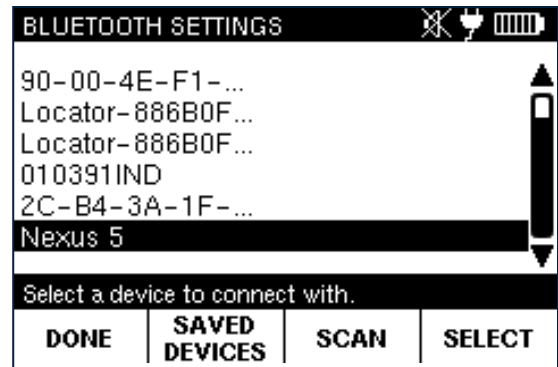 BLUETOOTH SETTINGS
90-00-4E-F1-...
Locator-886B0F...
Locator-886B0F...
010391IND
2C-B4-3A-1F-...
Nexus 5
Select a device to connect with.
DONE
SAVED
DEVICES
SCAN
SELECT